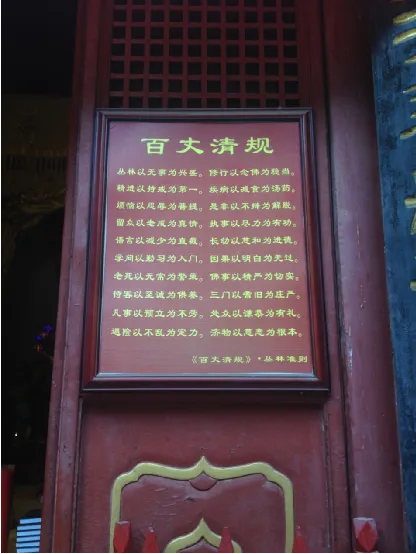 百丈清规
丛林以无事为兴盛。修行以念佛为稳当。
精进以持戒为第一。疾病以减食为汤药。
烦恼以忍辱为菩提。是非以不辩为解脱。
留众以老成为真情。执事以尽力为有功。
语言以减少为直截。长幼以慈和为进德。
学问以勤习为入门。因果以明白为无过。
老死以无常为警策。佛事以精严为切实。
待客以至诚为供养。三门以耆旧为庄严。
凡事以预立为不劳。处众以谦恭为有礼。
遇险以不乱为定力。济物以慈悲为根本。
《百丈清规》·丛林准则